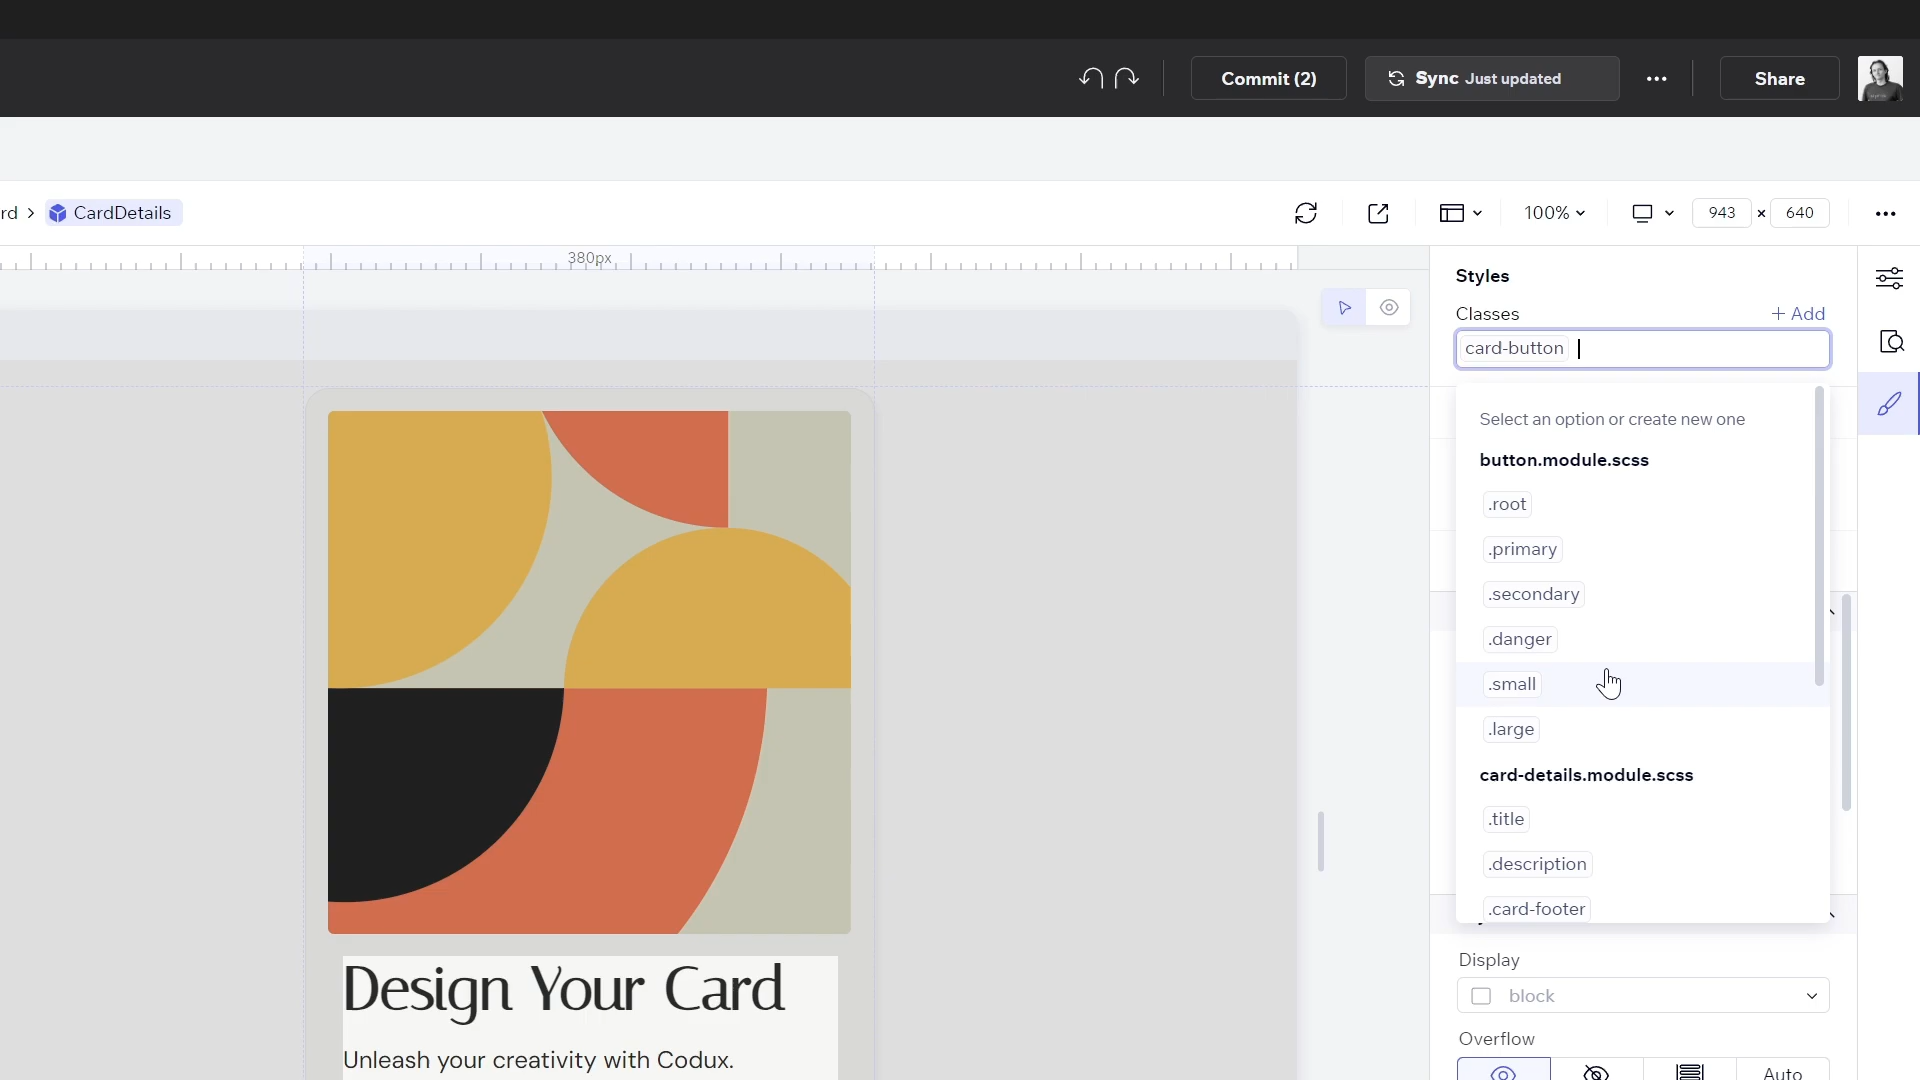 Commit (2)
Sync Just updated
Share
rd
CardDetails
100%
943 × 640
380px
Styles
Classes
+ Add
card-button
Select an option or create new one
button.module.scss
.root
.primary
.secondary
.danger
.small
.large
card-details.module.scss
.title
.description
.card-footer
Display
block
Overflow
Auto
Design Your Card
Unleash your creativity with Codux.